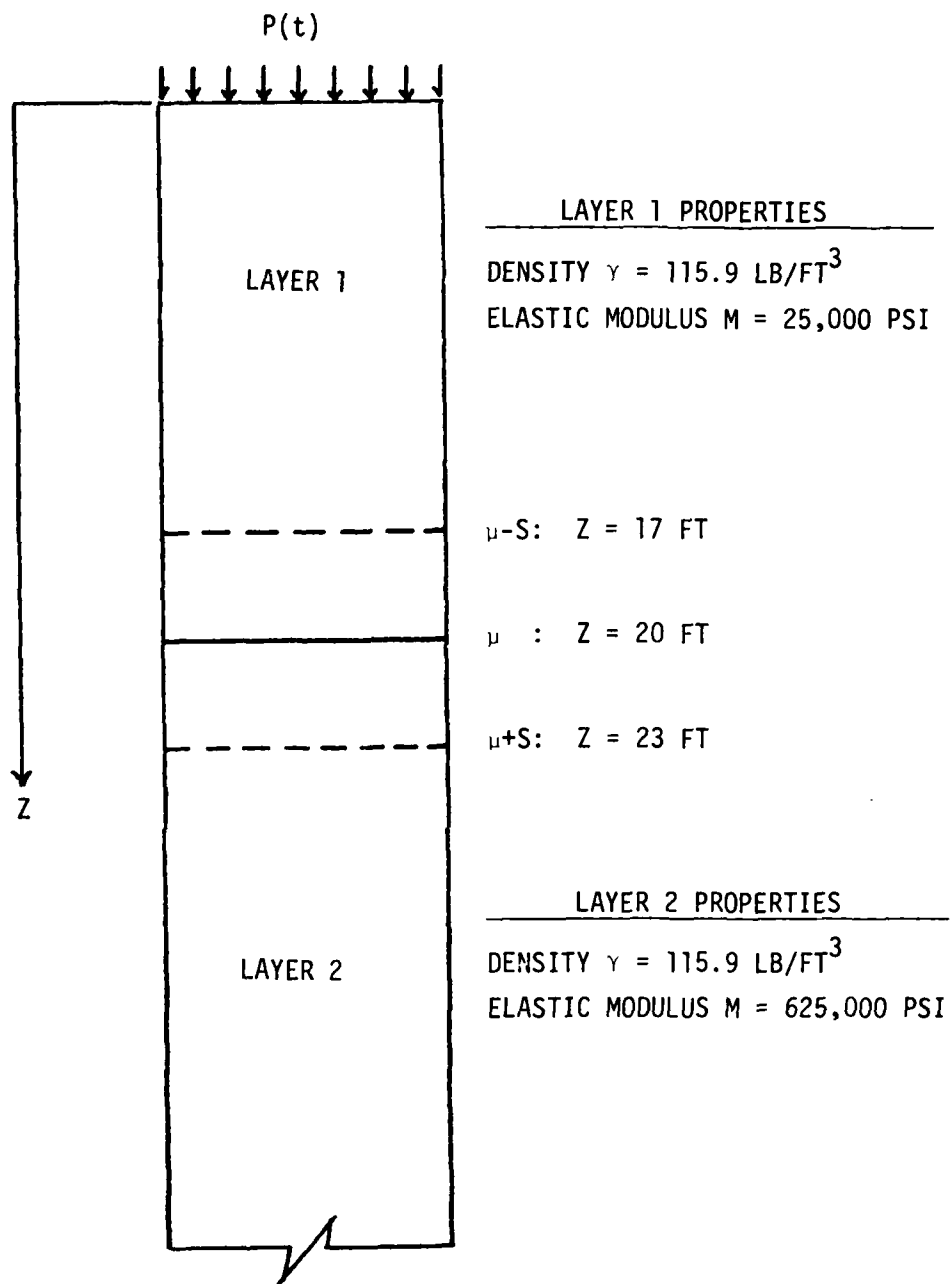 P(t)
LAYER 1 PROPERTIES
DENSITY γ = 115.9 LB/FT³
ELASTIC MODULUS M = 25,000 PSI
LAYER 1
μ-S: Z = 17 FT
μ : Z = 20 FT
μ+S: Z = 23 FT
Z
LAYER 2 PROPERTIES
DENSITY γ = 115.9 LB/FT³
ELASTIC MODULUS M = 625,000 PSI
LAYER 2